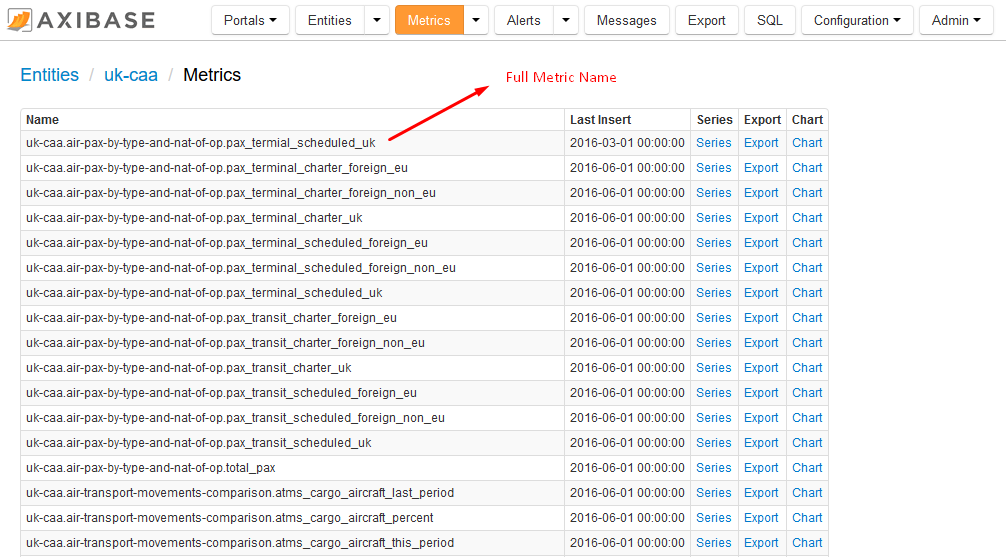 AXIBASE Portals Entities Metrics Alerts Messages Export SQL Configuration Admin
Entities / uk-caa / Metrics
Full Metric Name
Name Last Insert Series Export Chart
uk-caa.air-pax-by-type-and-nat-of-op.pax_termial_scheduled_uk 2016-03-01 00:00:00 Series Export Chart
uk-caa.air-pax-by-type-and-nat-of-op.pax_terminal_charter_foreign_eu 2016-06-01 00:00:00 Series Export Chart
uk-caa.air-pax-by-type-and-nat-of-op.pax_terminal_charter_foreign_non_eu 2016-06-01 00:00:00 Series Export Chart
uk-caa.air-pax-by-type-and-nat-of-op.pax_terminal_charter_uk 2016-06-01 00:00:00 Series Export Chart
uk-caa.air-pax-by-type-and-nat-of-op.pax_terminal_scheduled_foreign_eu 2016-06-01 00:00:00 Series Export Chart
uk-caa.air-pax-by-type-and-nat-of-op.pax_terminal_scheduled_foreign_non_eu 2016-06-01 00:00:00 Series Export Chart
uk-caa.air-pax-by-type-and-nat-of-op.pax_terminal_scheduled_uk 2016-06-01 00:00:00 Series Export Chart
uk-caa.air-pax-by-type-and-nat-of-op.pax_transit_charter_foreign_eu 2016-06-01 00:00:00 Series Export Chart
uk-caa.air-pax-by-type-and-nat-of-op.pax_transit_charter_foreign_non_eu 2016-06-01 00:00:00 Series Export Chart
uk-caa.air-pax-by-type-and-nat-of-op.pax_transit_charter_uk 2016-06-01 00:00:00 Series Export Chart
uk-caa.air-pax-by-type-and-nat-of-op.pax_transit_scheduled_foreign_eu 2016-06-01 00:00:00 Series Export Chart
uk-caa.air-pax-by-type-and-nat-of-op.pax_transit_scheduled_foreign_non_eu 2016-06-01 00:00:00 Series Export Chart
uk-caa.air-pax-by-type-and-nat-of-op.pax_transit_scheduled_uk 2016-06-01 00:00:00 Series Export Chart
uk-caa.air-pax-by-type-and-nat-of-op.total_pax 2016-06-01 00:00:00 Series Export Chart
uk-caa.air-transport-movements-comparison.atms_cargo_aircraft_last_period 2016-06-01 00:00:00 Series Export Chart
uk-caa.air-transport-movements-comparison.atms_cargo_aircraft_percent 2016-06-01 00:00:00 Series Export Chart
uk-caa.air-transport-movements-comparison.atms_cargo_aircraft_this_period 2016-06-01 00:00:00 Series Export Chart